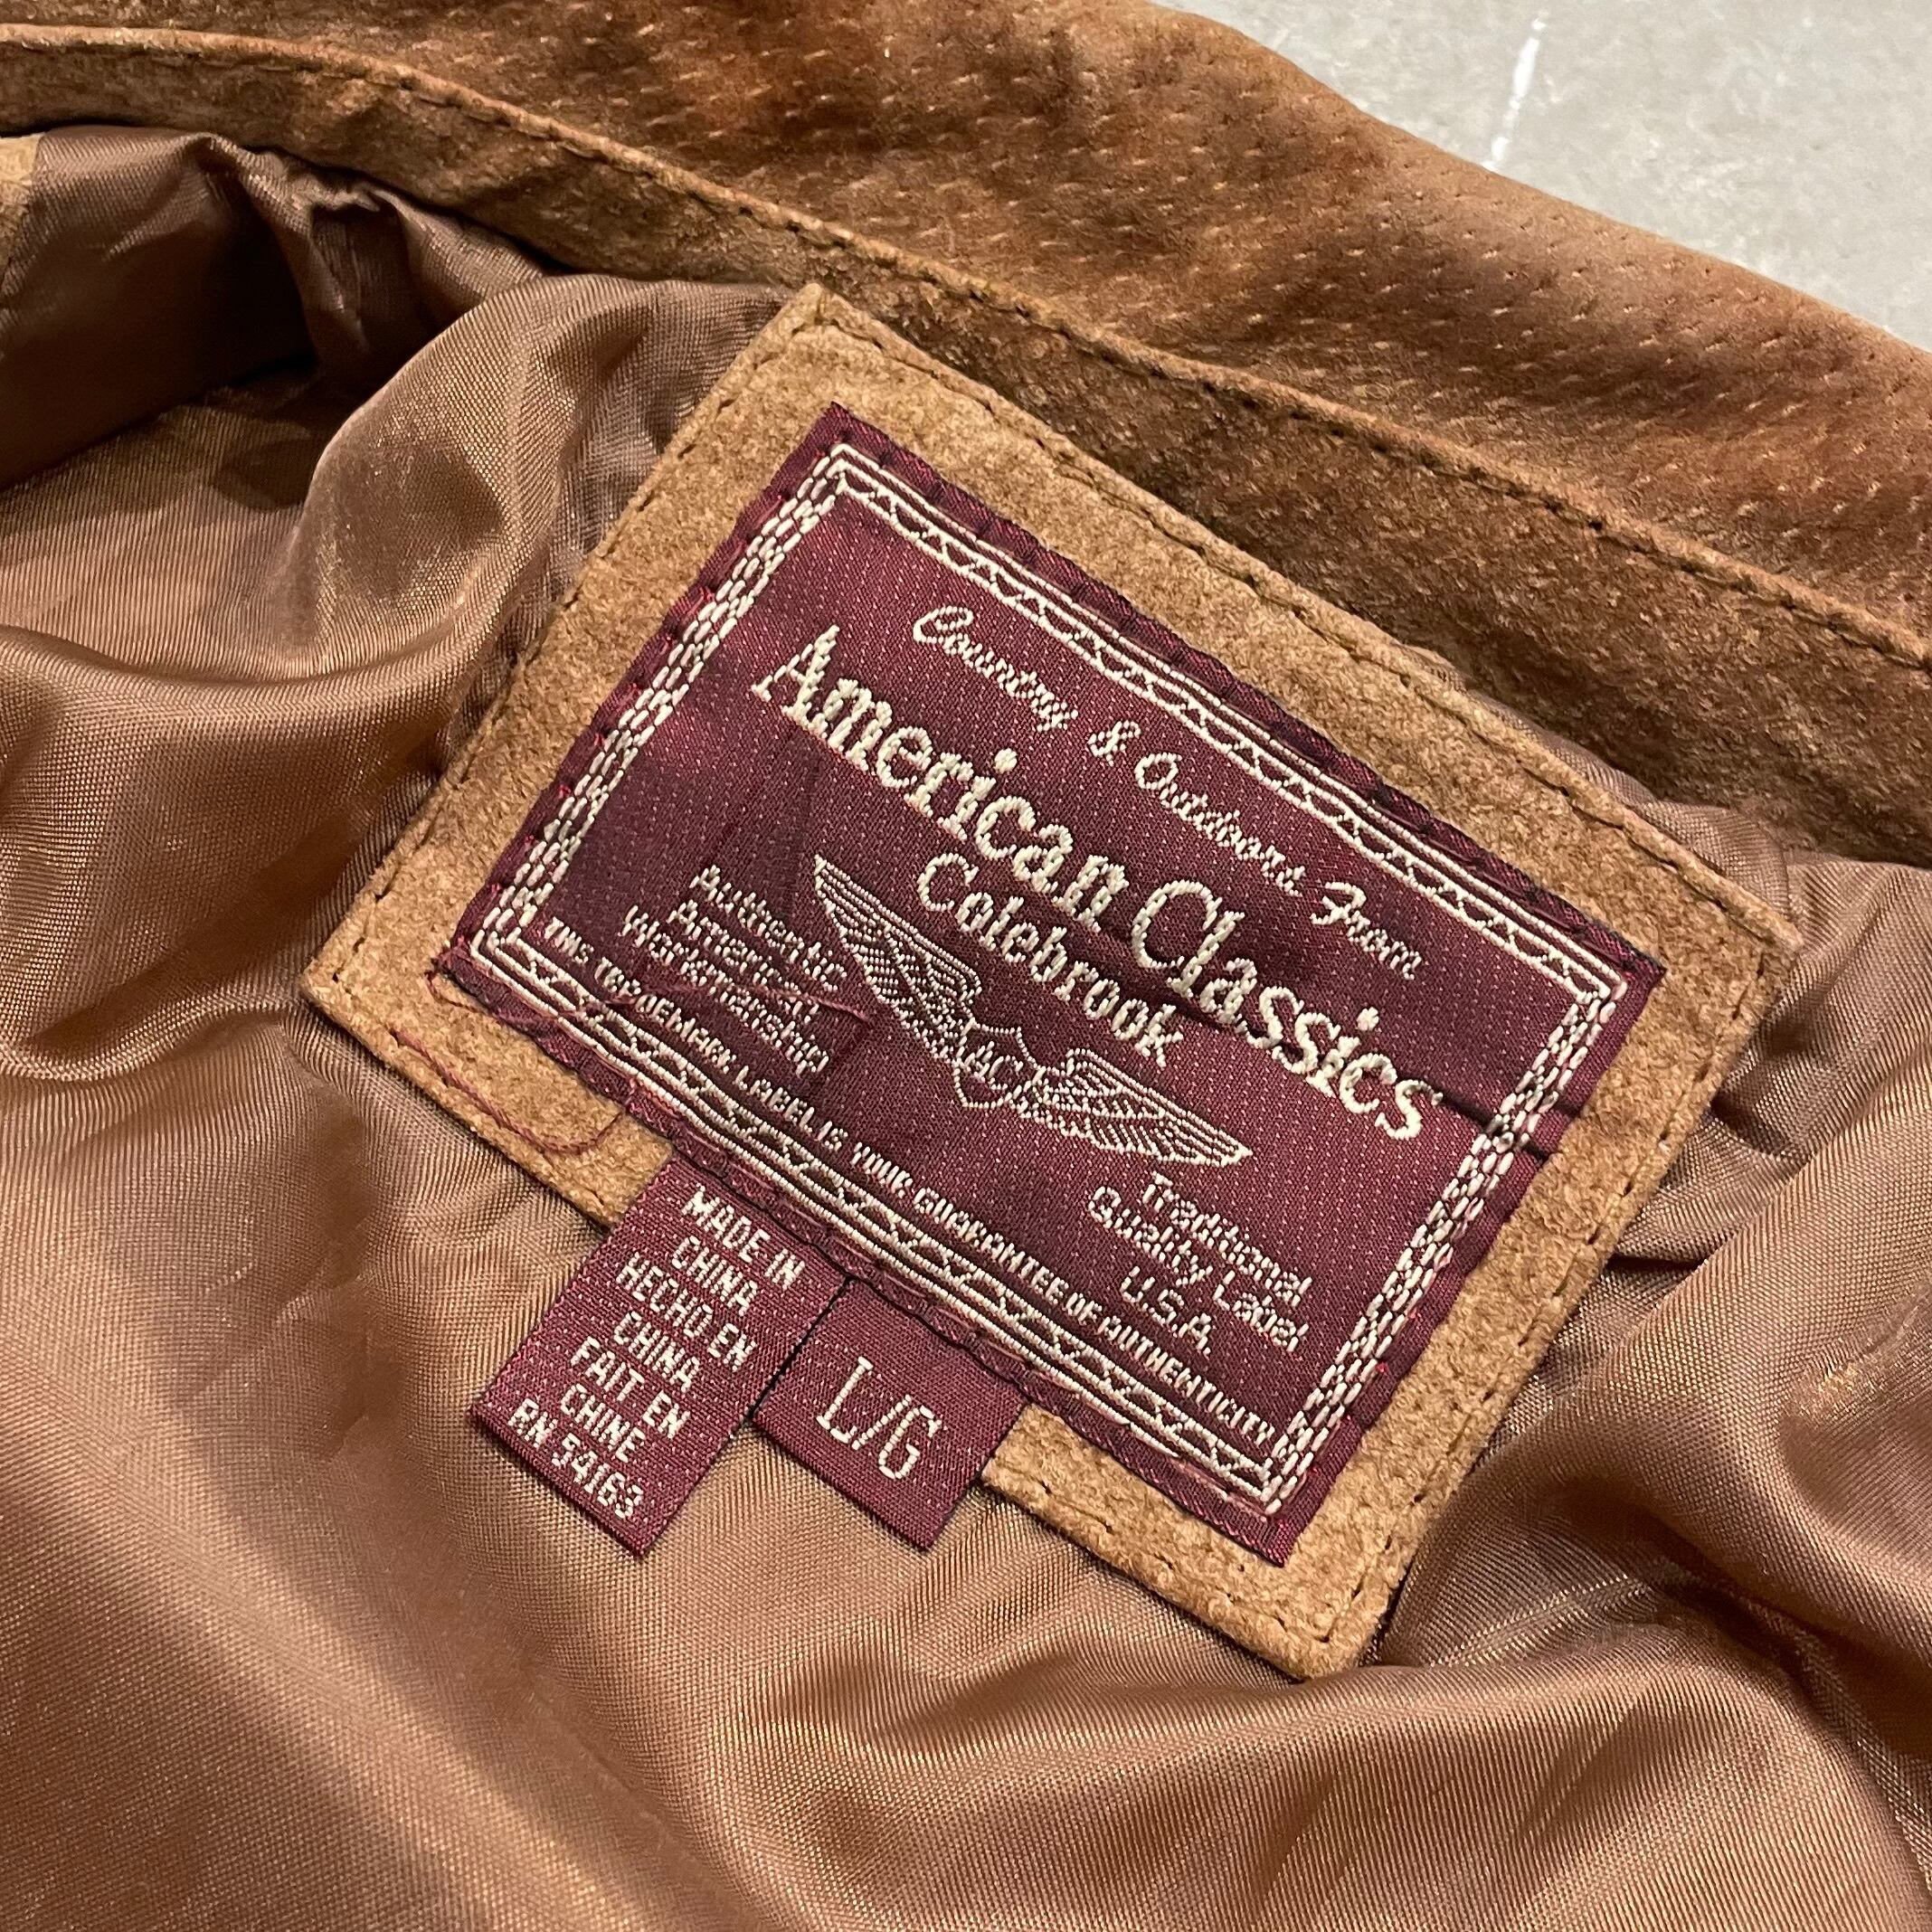 Country & Outdoors From
American Classics
Colebrook
Authentic
American
Workmanship
AC
Traditional
Quality Label
U.S.A.
THIS TRADEMARK LABEL IS YOUR GUARANTEE OF AUTHENTICITY
MADE IN
CHINA
HECHO EN
CHINA
FAIT EN
CHINE
RN 54163
L/G